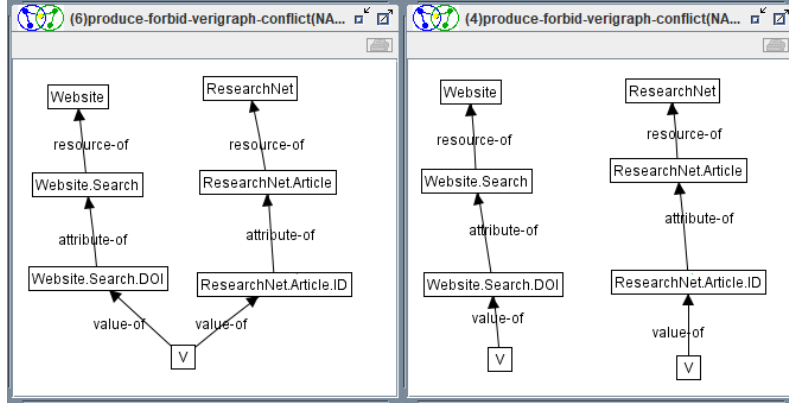 (6)produce-forbid-verigraph-conflict(NA...
Website
ResearchNet
resource-of
resource-of
Website.Search
ResearchNet.Article
attribute-of
attribute-of
Website.Search.DOI
ResearchNet.Article.ID
value-of
value-of
V
(4)produce-forbid-verigraph-conflict(NA...
Website
ResearchNet
resource-of
resource-of
Website.Search
ResearchNet.Article
attribute-of
attribute-of
Website.Search.DOI
ResearchNet.Article.ID
value-of
value-of
V
V